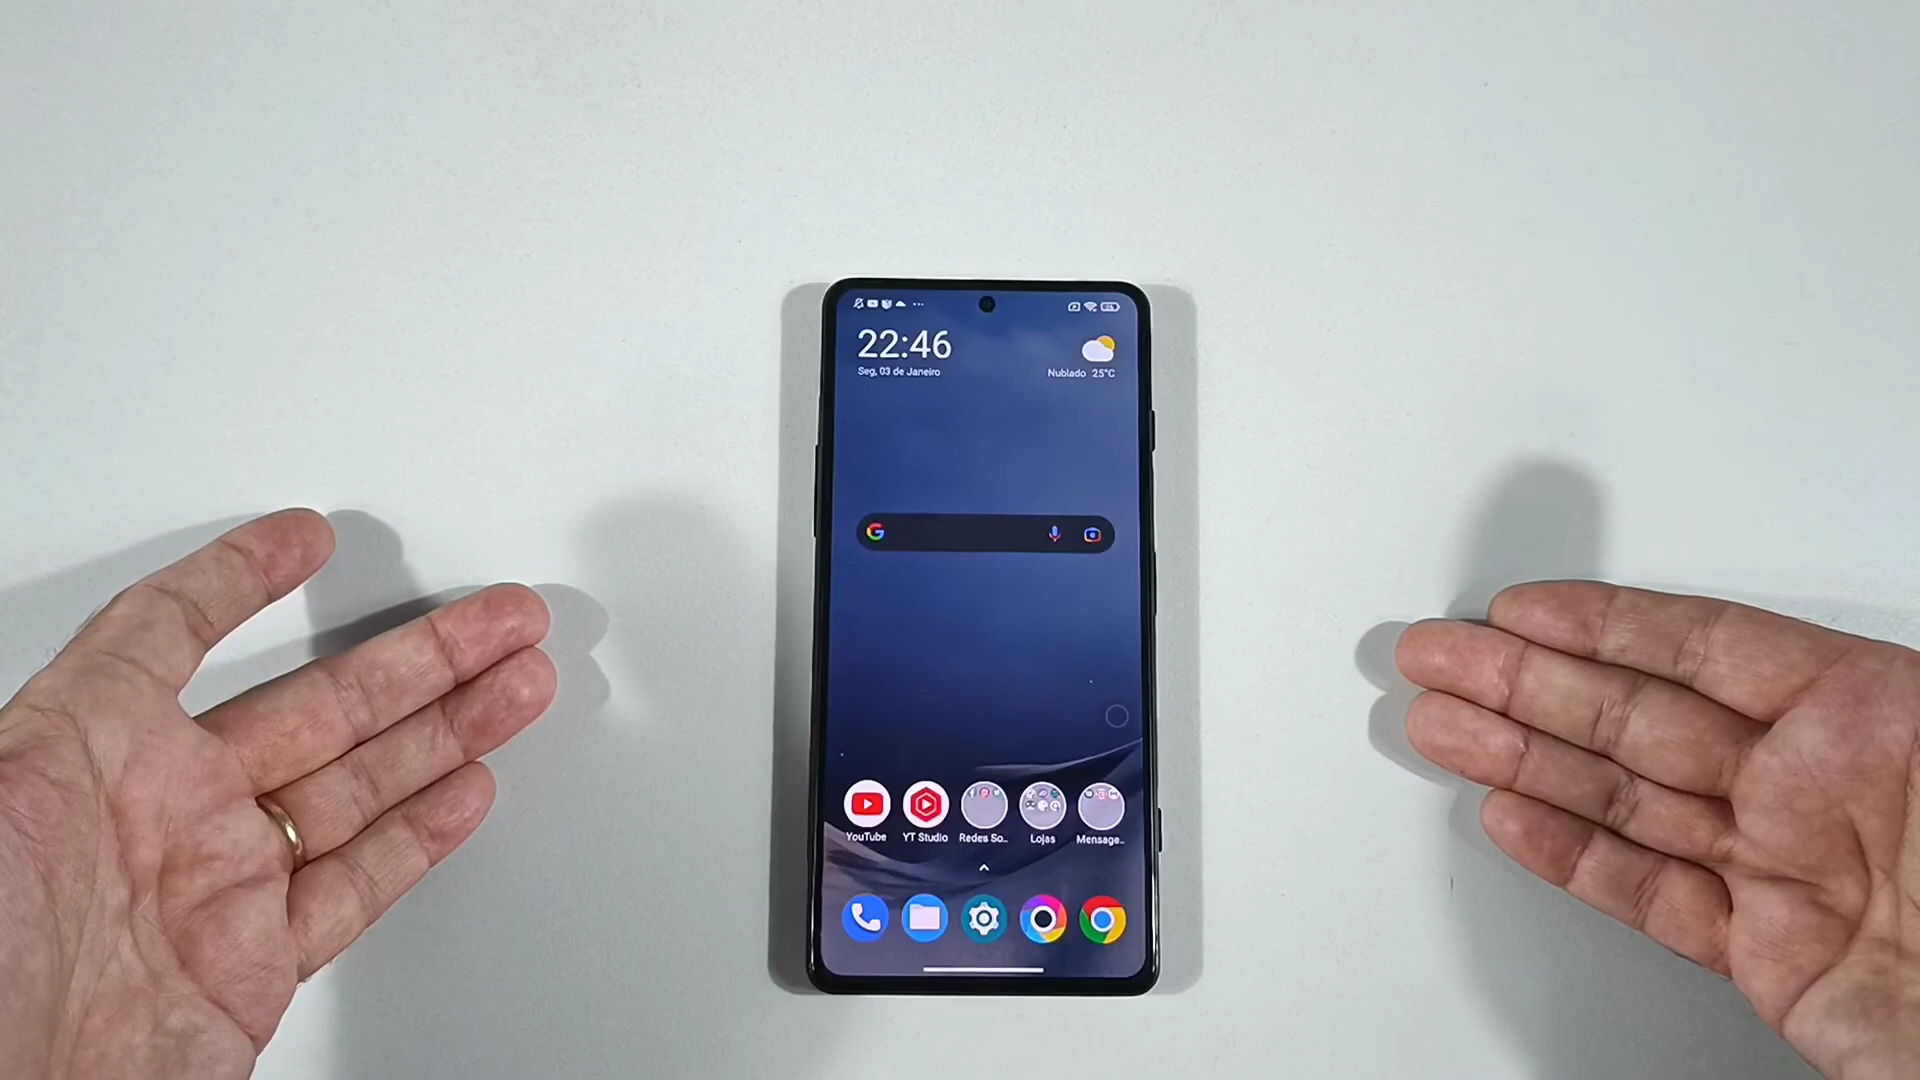 22:46
Seg, 03 de Janeiro
Nublado 25°C
YouTube
YT Studio
Redes So...
Lojas
Mensage...